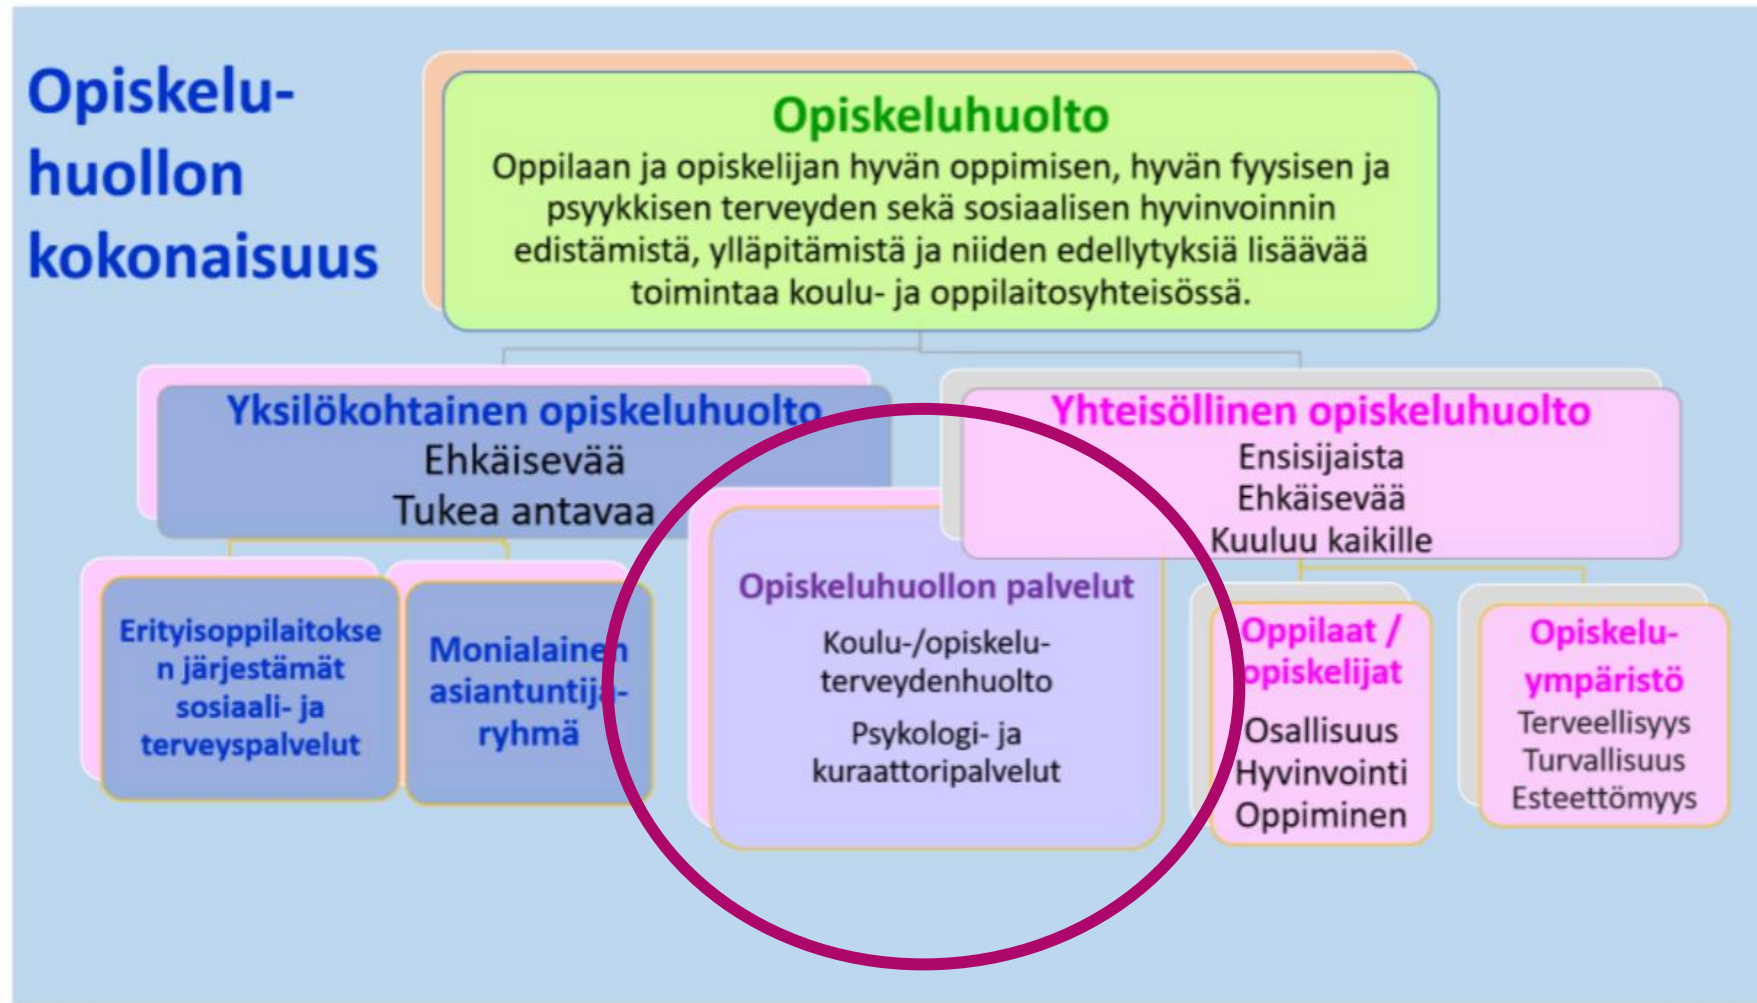 Opiskelu-
huollon
kokonaisuus
Opiskeluhuolto
Oppilaan ja opiskelijan hyvän oppimisen, hyvän fyysisen ja
psyykkisen terveyden sekä sosiaalisen hyvinvoinnin
edistämistä, ylläpitämistä ja niiden edellytyksiä lisäävää
toimintaa koulu- ja oppilaitosyhteisössä.
Yksilökohtainen opiskeluhuolto
Ehkäisevää
Tukea antavaa
Yhteisöllinen opiskeluhuolto
Ensisijaista
Ehkäisevää
Kuuluu kaikille
Erityisoppilaitokse
n järjestämät
sosiaali- ja
terveyspalvelut
Monialainen
asiantuntija-
ryhmä
Opiskeluhuollon palvelut
Koulu-/opiskelu-
terveydenhuolto
Psykologi- ja
kuraattoripalvelut
Oppilaat /
opiskelijat
Osallisuus
Hyvinvointi
Oppiminen
Opiskelu-
ympäristö
Terveellisyys
Turvallisuus
Esteettömyys